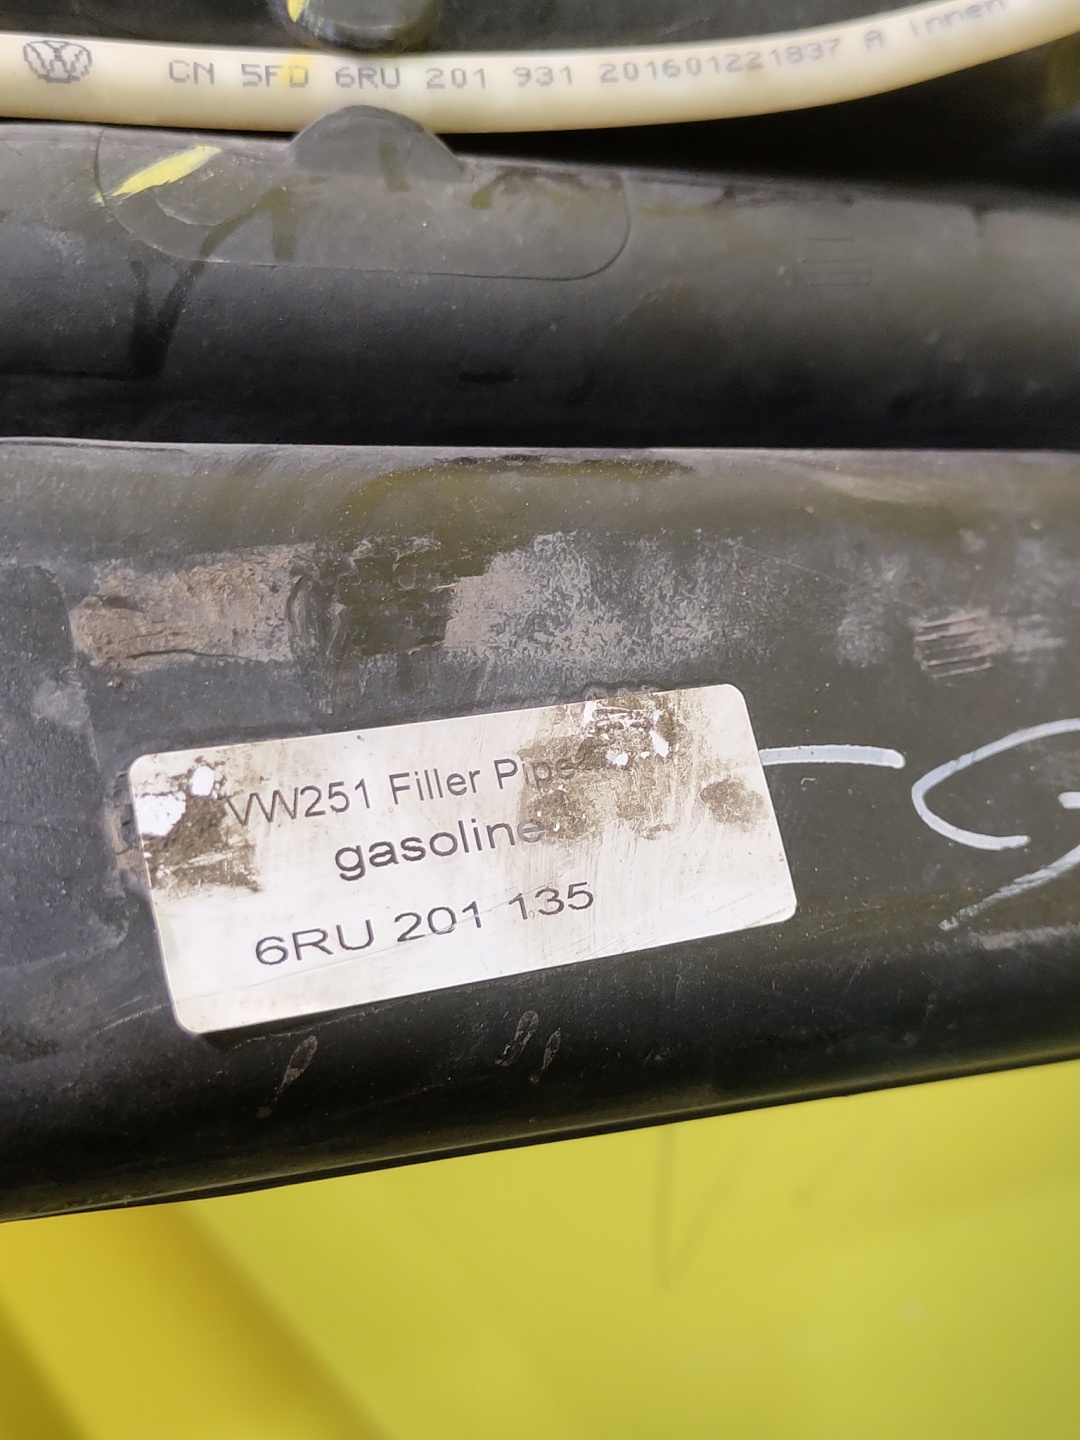 CN 5FD 6RU 201 931 201601221837 A innen
VW251 Filler Pipe
gasoline
6RU 201 135